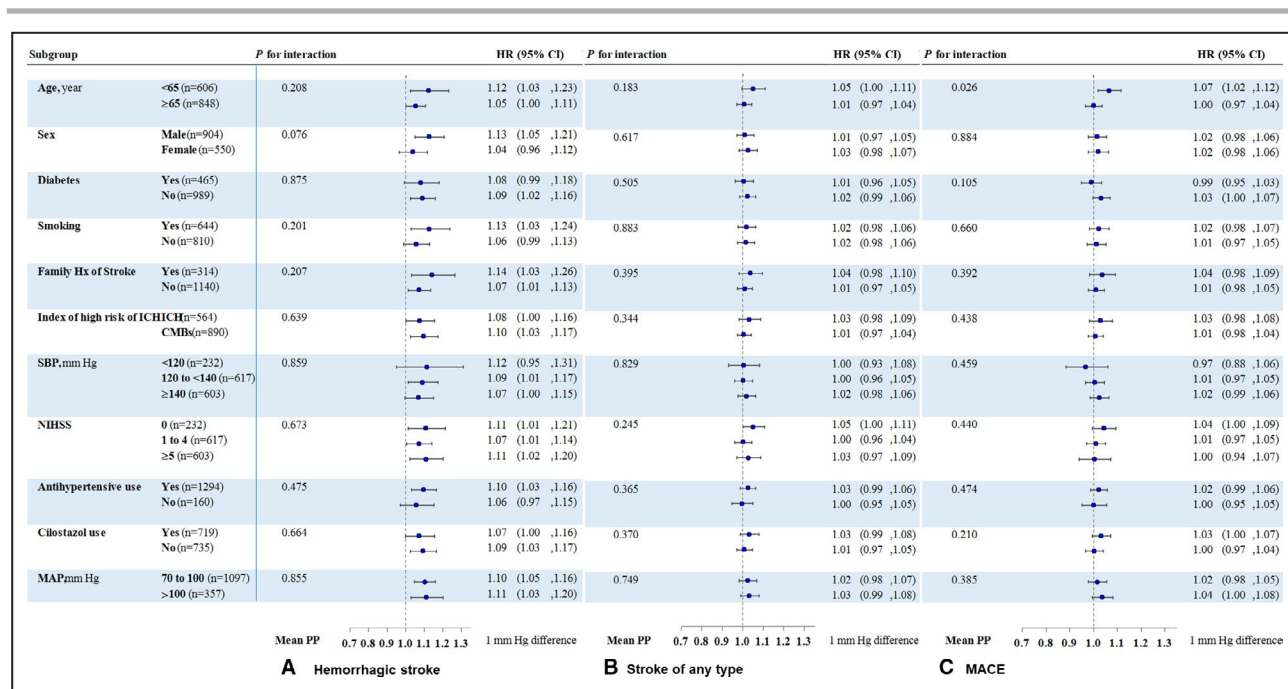 Subgroup P for interaction HR (95% CI) P for interaction HR (95% CI) P for interaction HR (95% CI)
Age, year <65 (n=606) 0.208 1.12 (1.03 ,1.23) 0.183 1.05 (1.00 ,1.11) 0.026 1.07 (1.02 ,1.12)
≥65 (n=848) 1.05 (1.00 ,1.11) 1.01 (0.97 ,1.04) 1.00 (0.97 ,1.04)
Sex Male (n=904) 0.076 1.13 (1.05 ,1.21) 0.617 1.01 (0.97 ,1.05) 0.884 1.02 (0.98 ,1.06)
Female (n=550) 1.04 (0.96 ,1.12) 1.03 (0.98 ,1.07) 1.02 (0.98 ,1.06)
Diabetes Yes (n=465) 0.875 1.08 (0.99 ,1.18) 0.505 1.01 (0.96 ,1.05) 0.105 0.99 (0.95 ,1.03)
No (n=989) 1.09 (1.02 ,1.16) 1.02 (0.99 ,1.06) 1.03 (1.00 ,1.07)
Smoking Yes (n=644) 0.201 1.13 (1.03 ,1.24) 0.883 1.02 (0.98 ,1.06) 0.660 1.02 (0.98 ,1.07)
No (n=810) 1.06 (0.99 ,1.13) 1.02 (0.98 ,1.06) 1.01 (0.97 ,1.05)
Family Hx of Stroke Yes (n=314) 0.207 1.14 (1.03 ,1.26) 0.395 1.04 (0.98 ,1.10) 0.392 1.04 (0.98 ,1.09)
No (n=1140) 1.07 (1.01 ,1.13) 1.01 (0.97 ,1.05) 1.01 (0.98 ,1.05)
Index of high risk of ICHICH(n=564) 0.639 1.08 (1.00 ,1.16) 0.344 1.03 (0.98 ,1.09) 0.438 1.03 (0.98 ,1.08)
CMBs(n=890) 1.10 (1.03 ,1.17) 1.01 (0.97 ,1.04) 1.01 (0.98 ,1.04)
SBP, mm Hg <120 (n=232) 0.859 1.12 (0.95 ,1.31) 0.829 1.00 (0.93 ,1.08) 0.459 0.97 (0.88 ,1.06)
120 to <140 (n=617) 1.09 (1.01 ,1.17) 1.00 (0.96 ,1.05) 1.01 (0.97 ,1.05)
≥140 (n=603) 1.07 (1.00 ,1.15) 1.02 (0.98 ,1.06) 1.02 (0.99 ,1.06)
NIHSS 0 (n=232) 0.673 1.11 (1.01 ,1.21) 0.245 1.05 (1.00 ,1.11) 0.440 1.04 (1.00 ,1.09)
1 to 4 (n=617) 1.07 (1.01 ,1.14) 1.00 (0.96 ,1.04) 1.01 (0.97 ,1.05)
≥5 (n=603) 1.11 (1.02 ,1.20) 1.03 (0.97 ,1.09) 1.00 (0.94 ,1.07)
Antihypertensive use Yes (n=1294) 0.475 1.10 (1.03 ,1.16) 0.365 1.03 (0.99 ,1.06) 0.474 1.02 (0.99 ,1.06)
No (n=160) 1.06 (0.97 ,1.15) 1.00 (0.95 ,1.05) 1.00 (0.95 ,1.05)
Cilostazol use Yes (n=719) 0.664 1.07 (1.00 ,1.16) 0.370 1.03 (0.99 ,1.08) 0.210 1.03 (1.00 ,1.07)
No (n=735) 1.09 (1.03 ,1.17) 1.01 (0.97 ,1.05) 1.00 (0.97 ,1.04)
MAP,mm Hg 70 to 100 (n=1097) 0.855 1.10 (1.05 ,1.16) 0.749 1.02 (0.98 ,1.07) 0.385 1.02 (0.98 ,1.05)
>100 (n=357) 1.11 (1.03 ,1.20) 1.03 (0.99 ,1.08) 1.04 (1.00 ,1.08)
Mean PP 0.7 0.8 0.9 1.0 1.1 1.2 1.3 1 mm Hg difference Mean PP 0.7 0.8 0.9 1.0 1.1 1.2 1.3 1 mm Hg difference Mean PP 0.7 0.8 0.9 1.0 1.1 1.2 1.3 1 mm Hg difference
A Hemorrhagic stroke B Stroke of any type C MACE